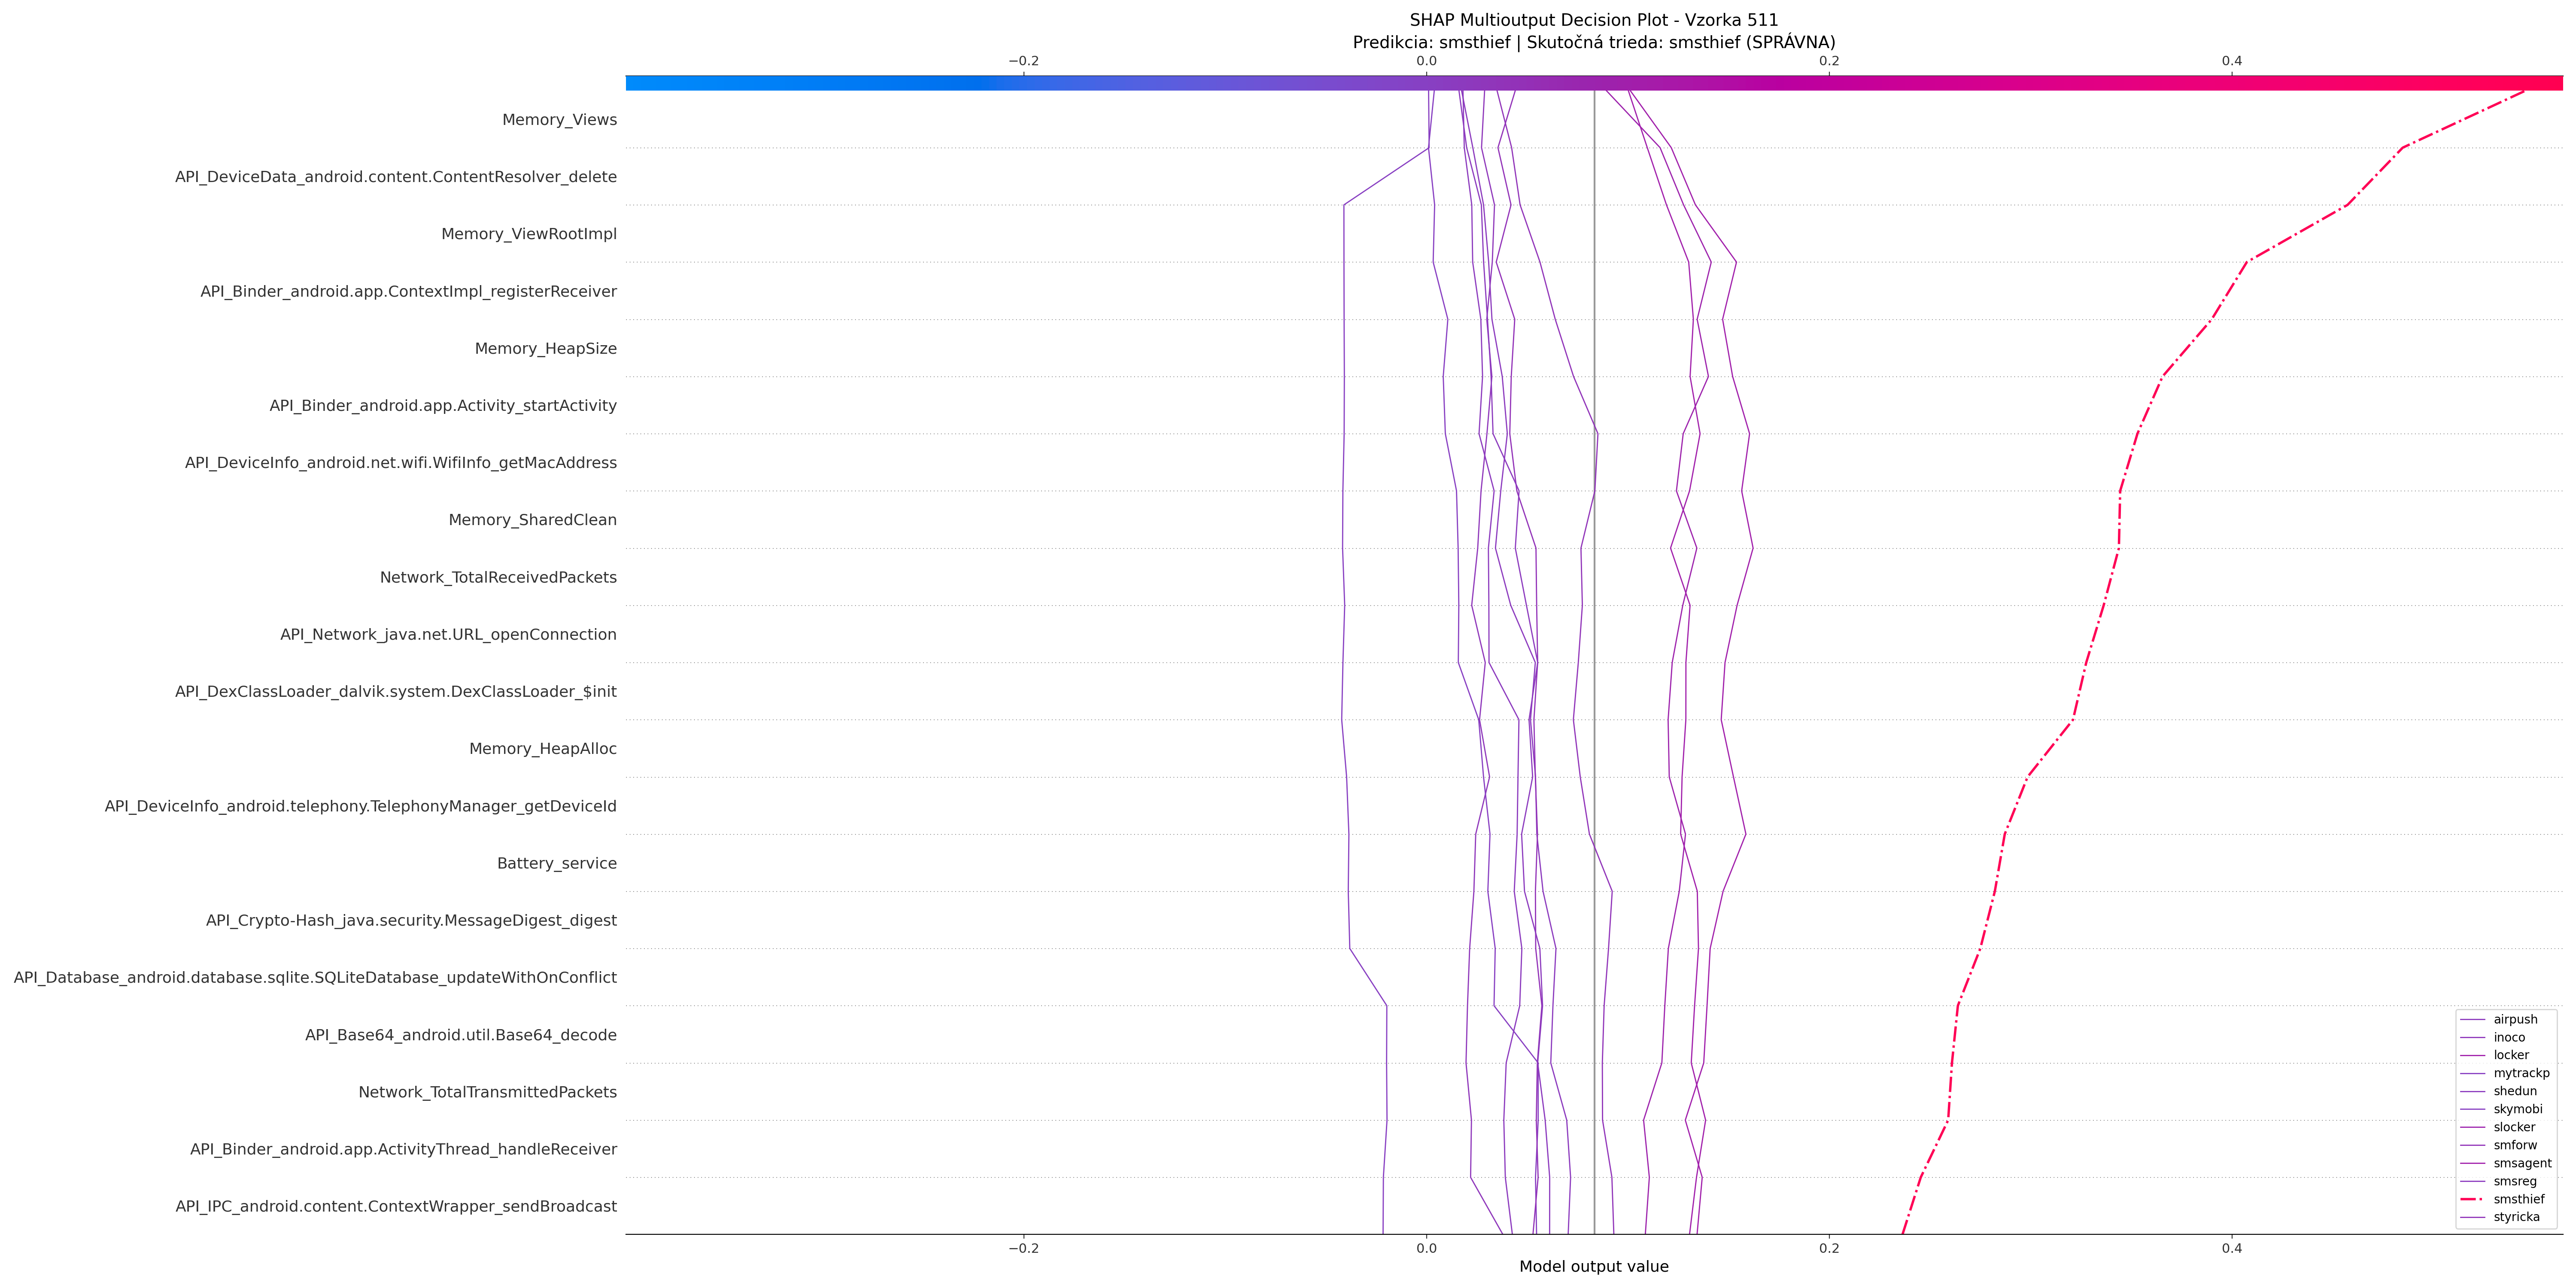 SHAP Multioutput Decision Plot - Vzorka 511
Predikcia: smsthief | Skutočná trieda: smsthief (SPRÁVNA)
−0.2 0.0 0.2 0.4
Memory_Views
API_DeviceData_android.content.ContentResolver_delete
Memory_ViewRootImpl
API_Binder_android.app.ContextImpl_registerReceiver
Memory_HeapSize
API_Binder_android.app.Activity_startActivity
API_DeviceInfo_android.net.wifi.WifiInfo_getMacAddress
Memory_SharedClean
Network_TotalReceivedPackets
API_Network_java.net.URL_openConnection
API_DexClassLoader_dalvik.system.DexClassLoader_$init
Memory_HeapAlloc
API_DeviceInfo_android.telephony.TelephonyManager_getDeviceId
Battery_service
API_Crypto-Hash_java.security.MessageDigest_digest
API_Database_android.database.sqlite.SQLiteDatabase_updateWithOnConflict
API_Base64_android.util.Base64_decode
Network_TotalTransmittedPackets
API_Binder_android.app.ActivityThread_handleReceiver
API_IPC_android.content.ContextWrapper_sendBroadcast
airpush
inoco
locker
mytrackp
shedun
skymobi
slocker
smforw
smsagent
smsreg
smsthief
styricka
−0.2 0.0 0.2 0.4
Model output value